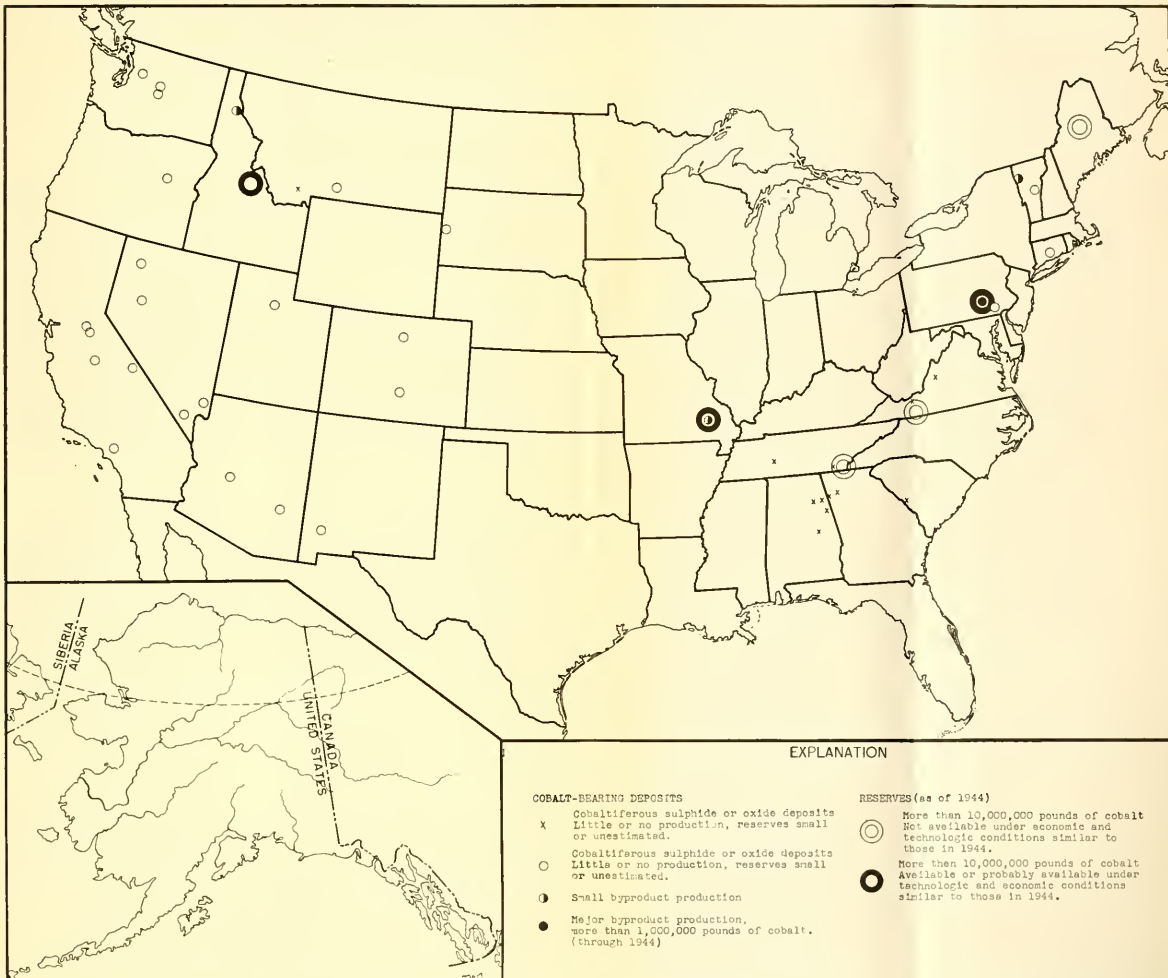 SIBERIA
ALASKA
CANADA
UNITED STATES
EXPLANATION
COBALT-BEARING DEPOSITS
x Cobaltiferous sulphide or oxide deposits
Little or no production, reserves small
or unestimated.
Cobaltiferous sulphide or oxide deposits
Little or no production, reserves small
or unestimated.
Small byproduct production
Major byproduct production,
more than 1,000,000 pounds of cobalt.
(through 1944)
RESERVES (as of 1944)
More than 10,000,000 pounds of cobalt
Not available under economic and
technologic conditions similar to
those in 1944.
More then 10,000,000 pounds of cobalt
Available or probably available under
technologic and economic conditions
similar to those in 1944.